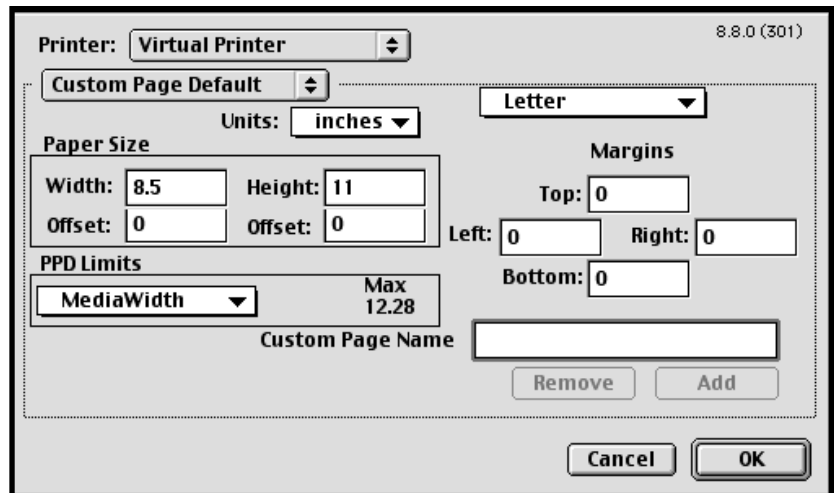 8.8.0 (301)
Printer: Virtual Printer
Custom Page Default
Letter
Units: inches
Paper Size
Margins
Width: 8.5 Height: 11
Top: 0
Offset: 0 Offset: 0
Left: 0 Right: 0
PPD Limits
Bottom: 0
MediaWidth
Max
12.28
Custom Page Name
Remove Add
Cancel OK